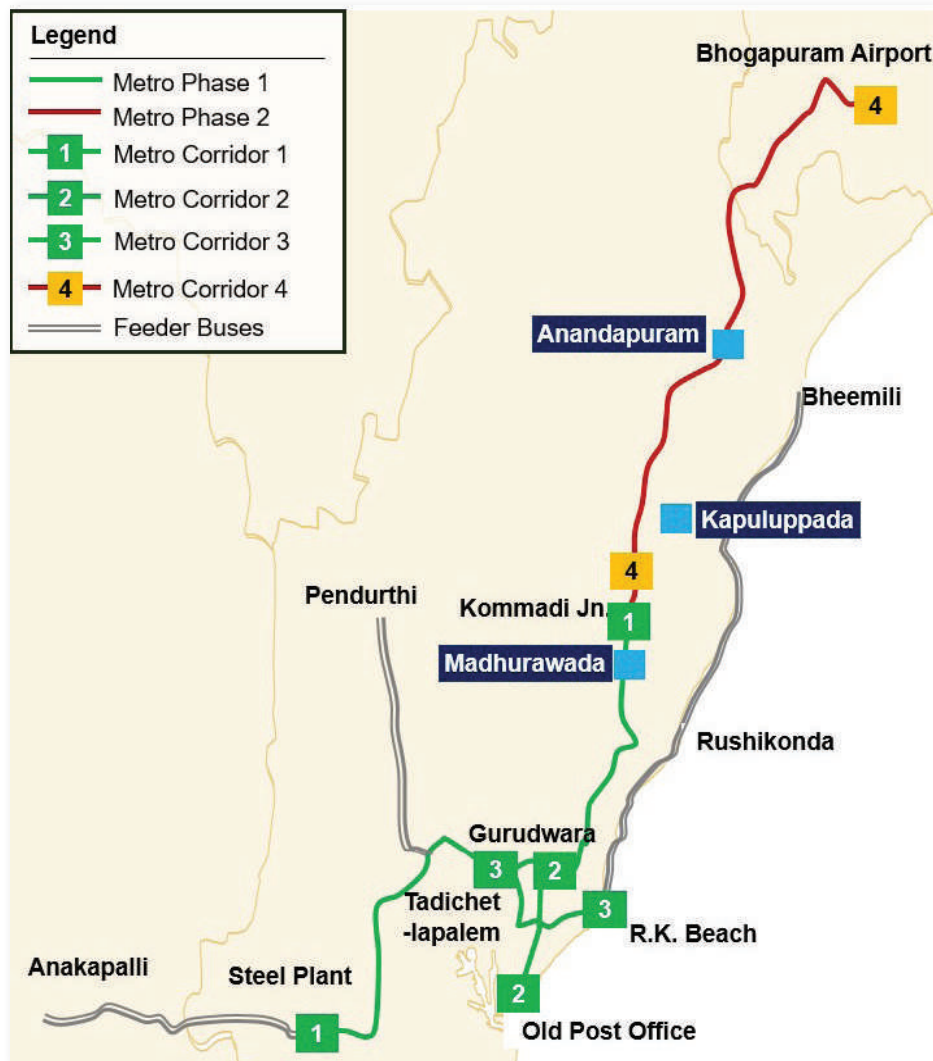 Legend
Metro Phase 1
Metro Phase 2
1 Metro Corridor 1
2 Metro Corridor 2
3 Metro Corridor 3
4 Metro Corridor 4
Feeder Buses
Bhogapuram Airport
4
Anandapuram
Bheemili
Kapuluppada
4
Pendurthi
Kommadi Jn.
1
Madhurawada
Rushikonda
Gurudwara
3
2
Tadichet
-lapalem
3
R.K. Beach
Anakapalli
Steel Plant
2
1
Old Post Office